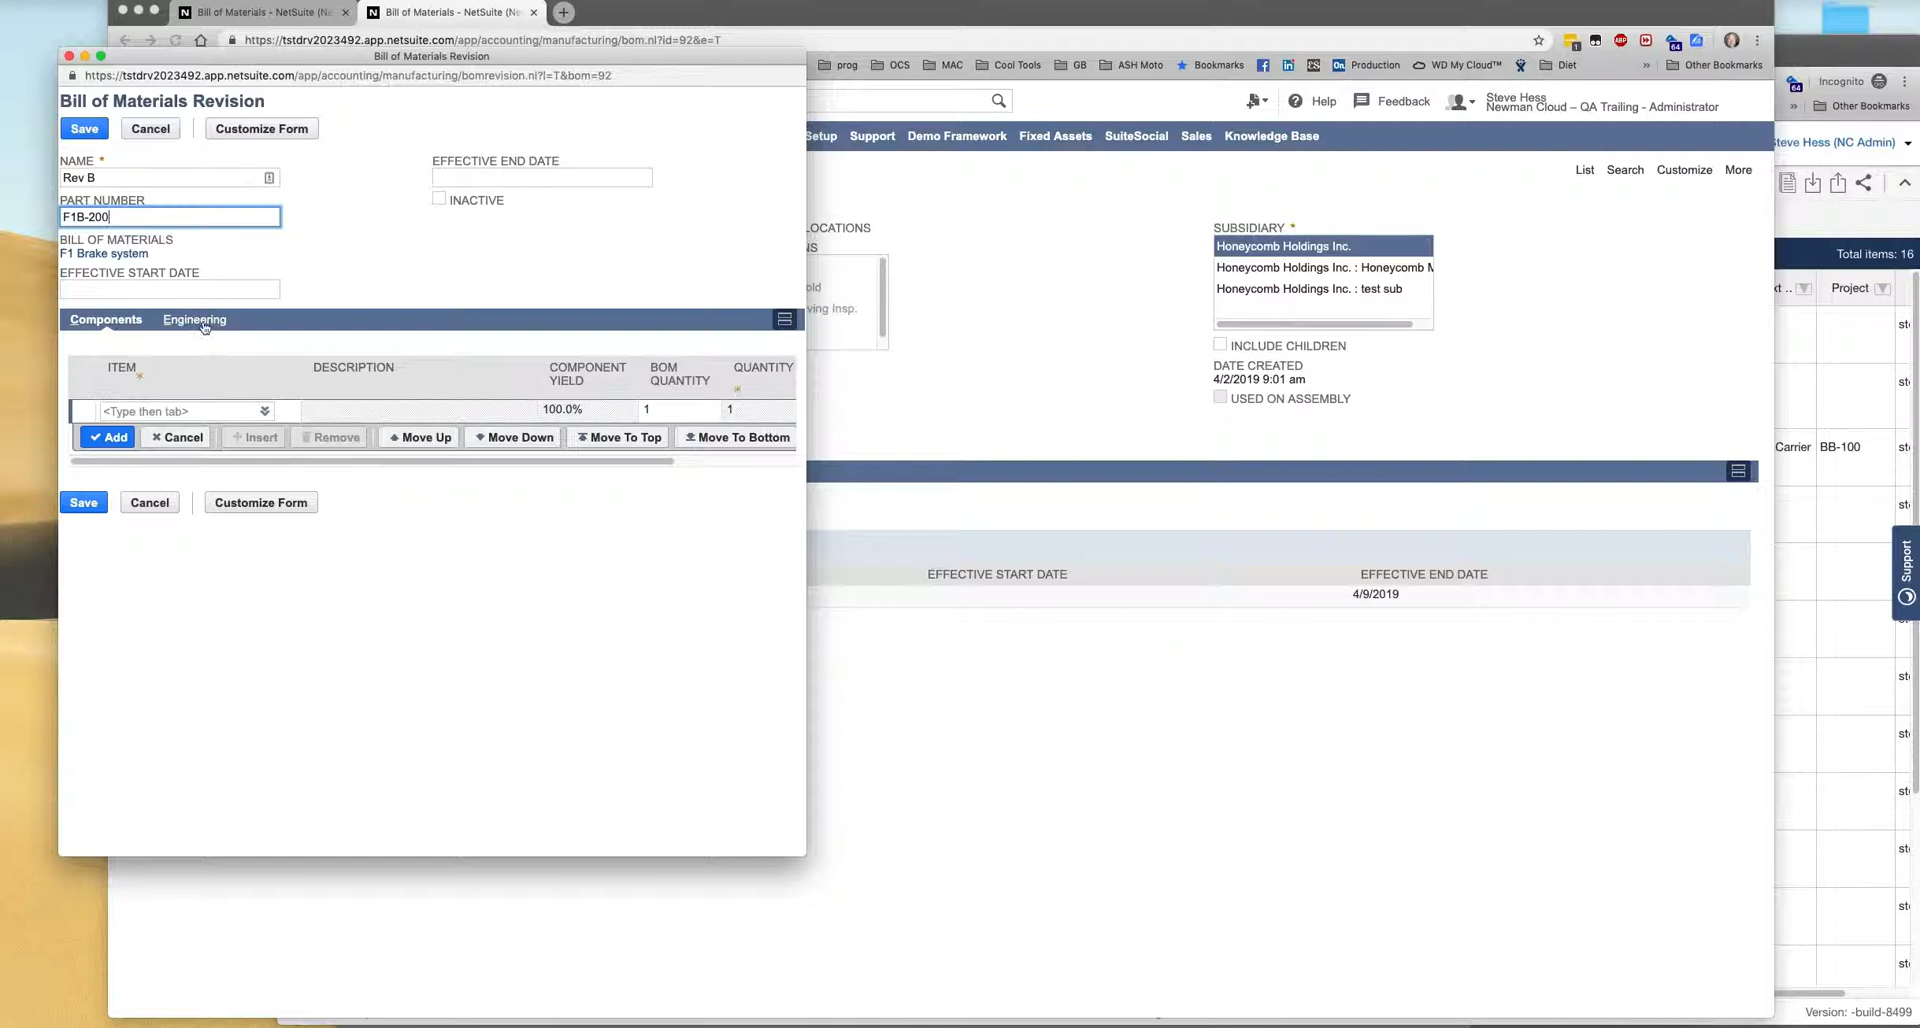 Bill of Materials - NetSuite (Ne
Bill of Materials - NetSuite (Ne
https://tstdrv2023492.app.netsuite.com/app/accounting/manufacturing/bom.nl?id=92&e=T
Bill of Materials Revision
https://tstdrv2023492.app.netsuite.com/app/accounting/manufacturing/bomrevision.nl?l=T&bom=92
prog
OCS
MAC
Cool Tools
GB
ASH Moto
Bookmarks
Production
WD My Cloud™
Diet
»
Other Bookmarks
Incognito
»
Other Bookmarks
Bill of Materials Revision
Save
Cancel
Customize Form
Help
Feedback
Steve Hess
Newman Cloud – QA Trailing - Administrator
Setup
Support
Demo Framework
Fixed Assets
SuiteSocial
Sales
Knowledge Base
teve Hess (NC Admin)
List
Search
Customize
More
NAME *
Rev B
EFFECTIVE END DATE
PART NUMBER
F1B-200
INACTIVE
BILL OF MATERIALS
F1 Brake system
EFFECTIVE START DATE
LOCATIONS
NS
old
ving Insp.
SUBSIDIARY *
Honeycomb Holdings Inc.
Honeycomb Holdings Inc. : Honeycomb M
Honeycomb Holdings Inc. : test sub
INCLUDE CHILDREN
DATE CREATED
4/2/2019 9:01 am
USED ON ASSEMBLY
Total items: 16
xt ..
Project
Components
Engineering
ITEM *
DESCRIPTION
COMPONENT YIELD
BOM QUANTITY
QUANTITY *
<Type then tab>
100.0%
1
1
Add
Cancel
Insert
Remove
Move Up
Move Down
Move To Top
Move To Bottom
Save
Cancel
Customize Form
Carrier
BB-100
EFFECTIVE START DATE
EFFECTIVE END DATE
4/9/2019
Support
Version: -build-8499